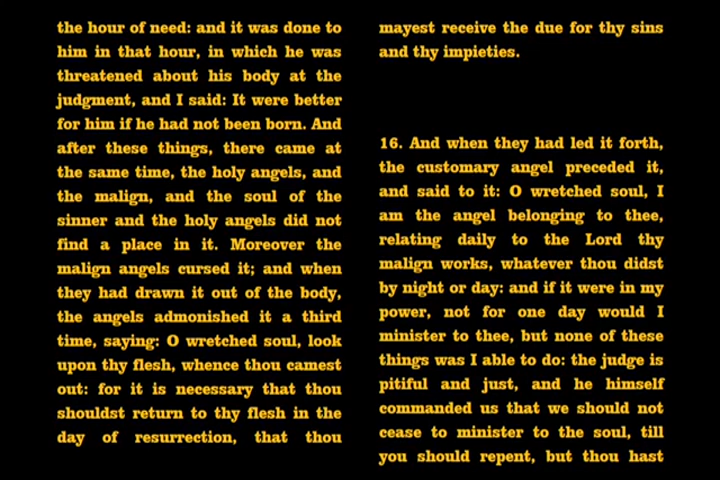 the hour of need: and it was done to
him in that hour, in which he was
threatened about his body at the
judgment, and I said: It were better
for him if he had not been born. And
after these things, there came at
the same time, the holy angels, and
the malign, and the soul of the
sinner and the holy angels did not
find a place in it. Moreover the
malign angels cursed it; and when
they had drawn it out of the body,
the angels admonished it a third
time, saying: O wretched soul, look
upon thy flesh, whence thou camest
out: for it is necessary that thou
shouldst return to thy flesh in the
day of resurrection, that thou
mayest receive the due for thy sins
and thy impieties.
16. And when they had led it forth,
the customary angel preceded it,
and said to it: O wretched soul, I
am the angel belonging to thee,
relating daily to the Lord thy
malign works, whatever thou didst
by night or day: and if it were in my
power, not for one day would I
minister to thee, but none of these
things was I able to do: the judge is
pitiful and just, and he himself
commanded us that we should not
cease to minister to the soul, till
you should repent, but thou hast